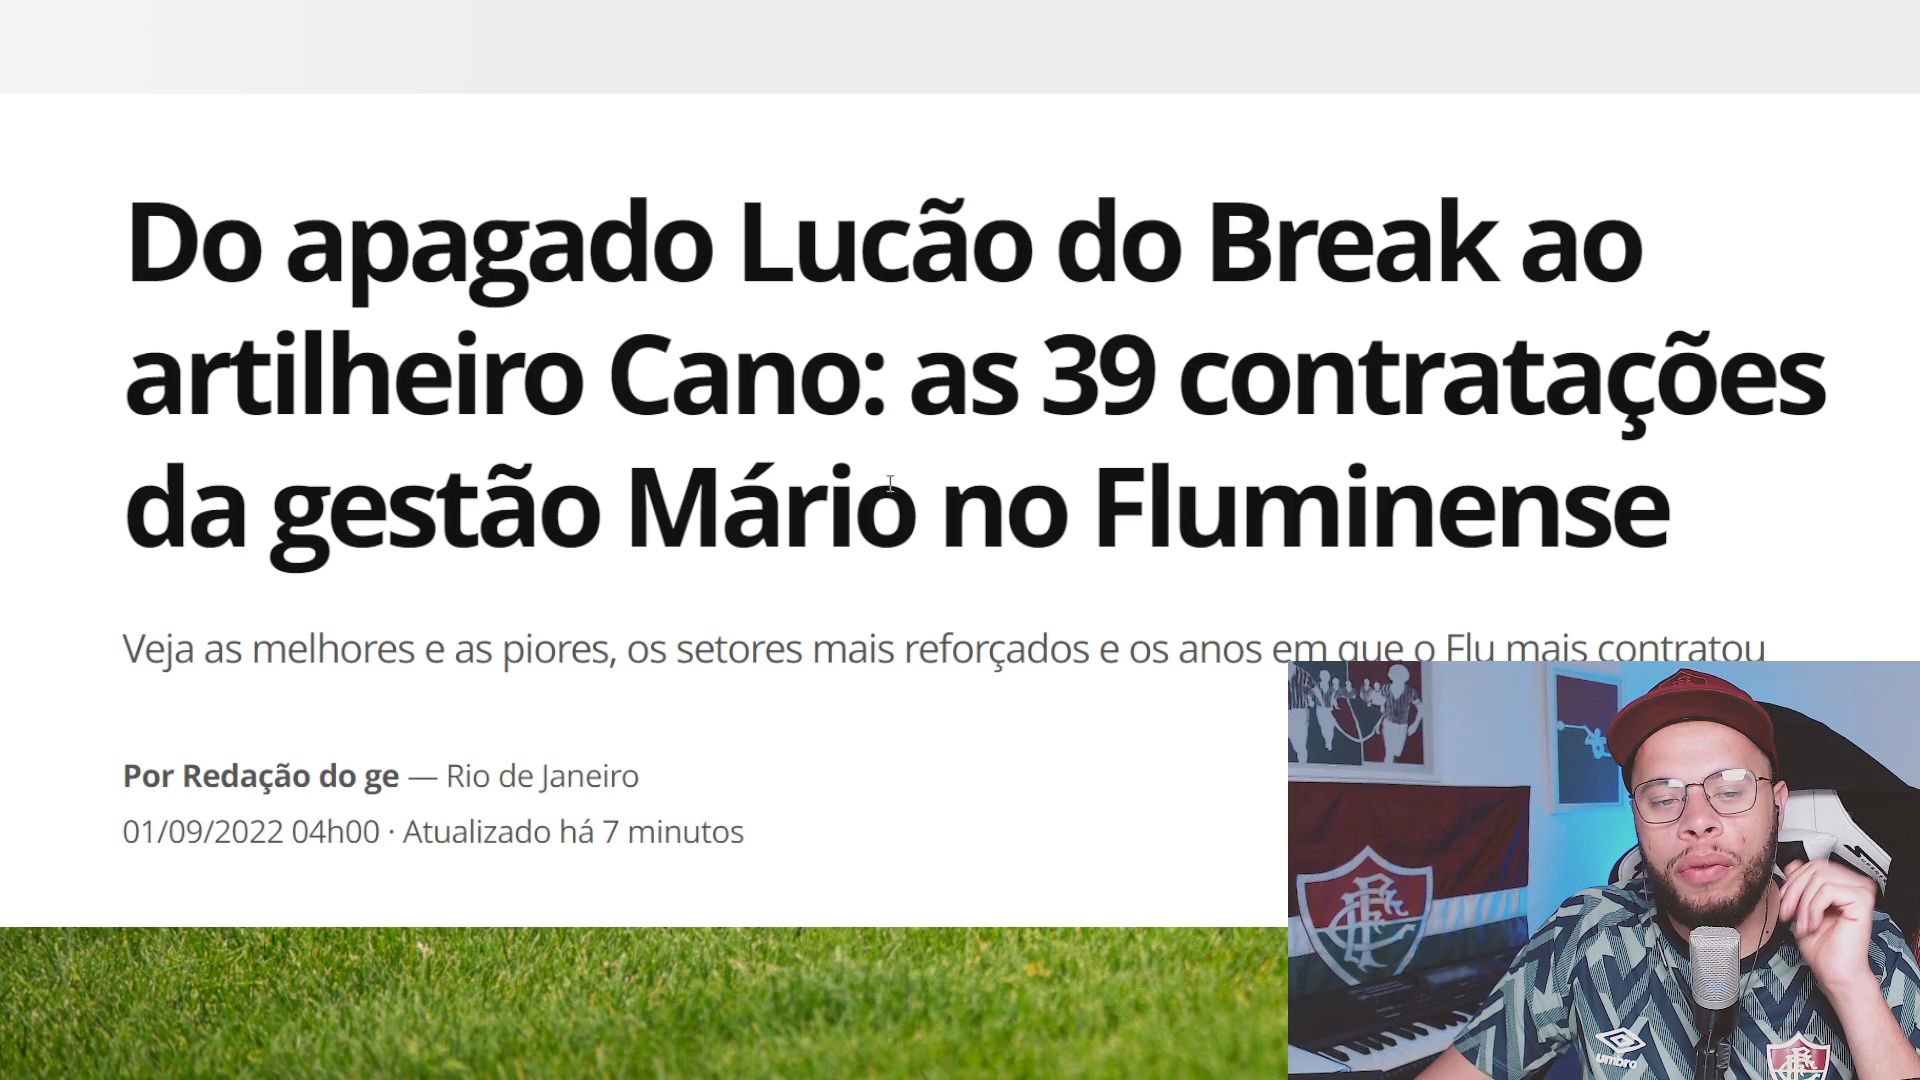 Do apagado Lucão do Break ao
artilheiro Cano: as 39 contratações
da gestão Mário no Fluminense
Veja as melhores e as piores, os setores mais reforçados e os anos em que o Flu mais contratou
Por Redação do ge — Rio de Janeiro
01/09/2022 04h00 · Atualizado há 7 minutos
umbro